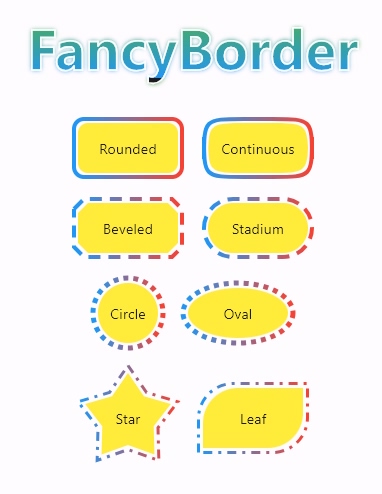 FancyBorder
Rounded Continuous
Beveled Stadium
Circle Oval
Star Leaf